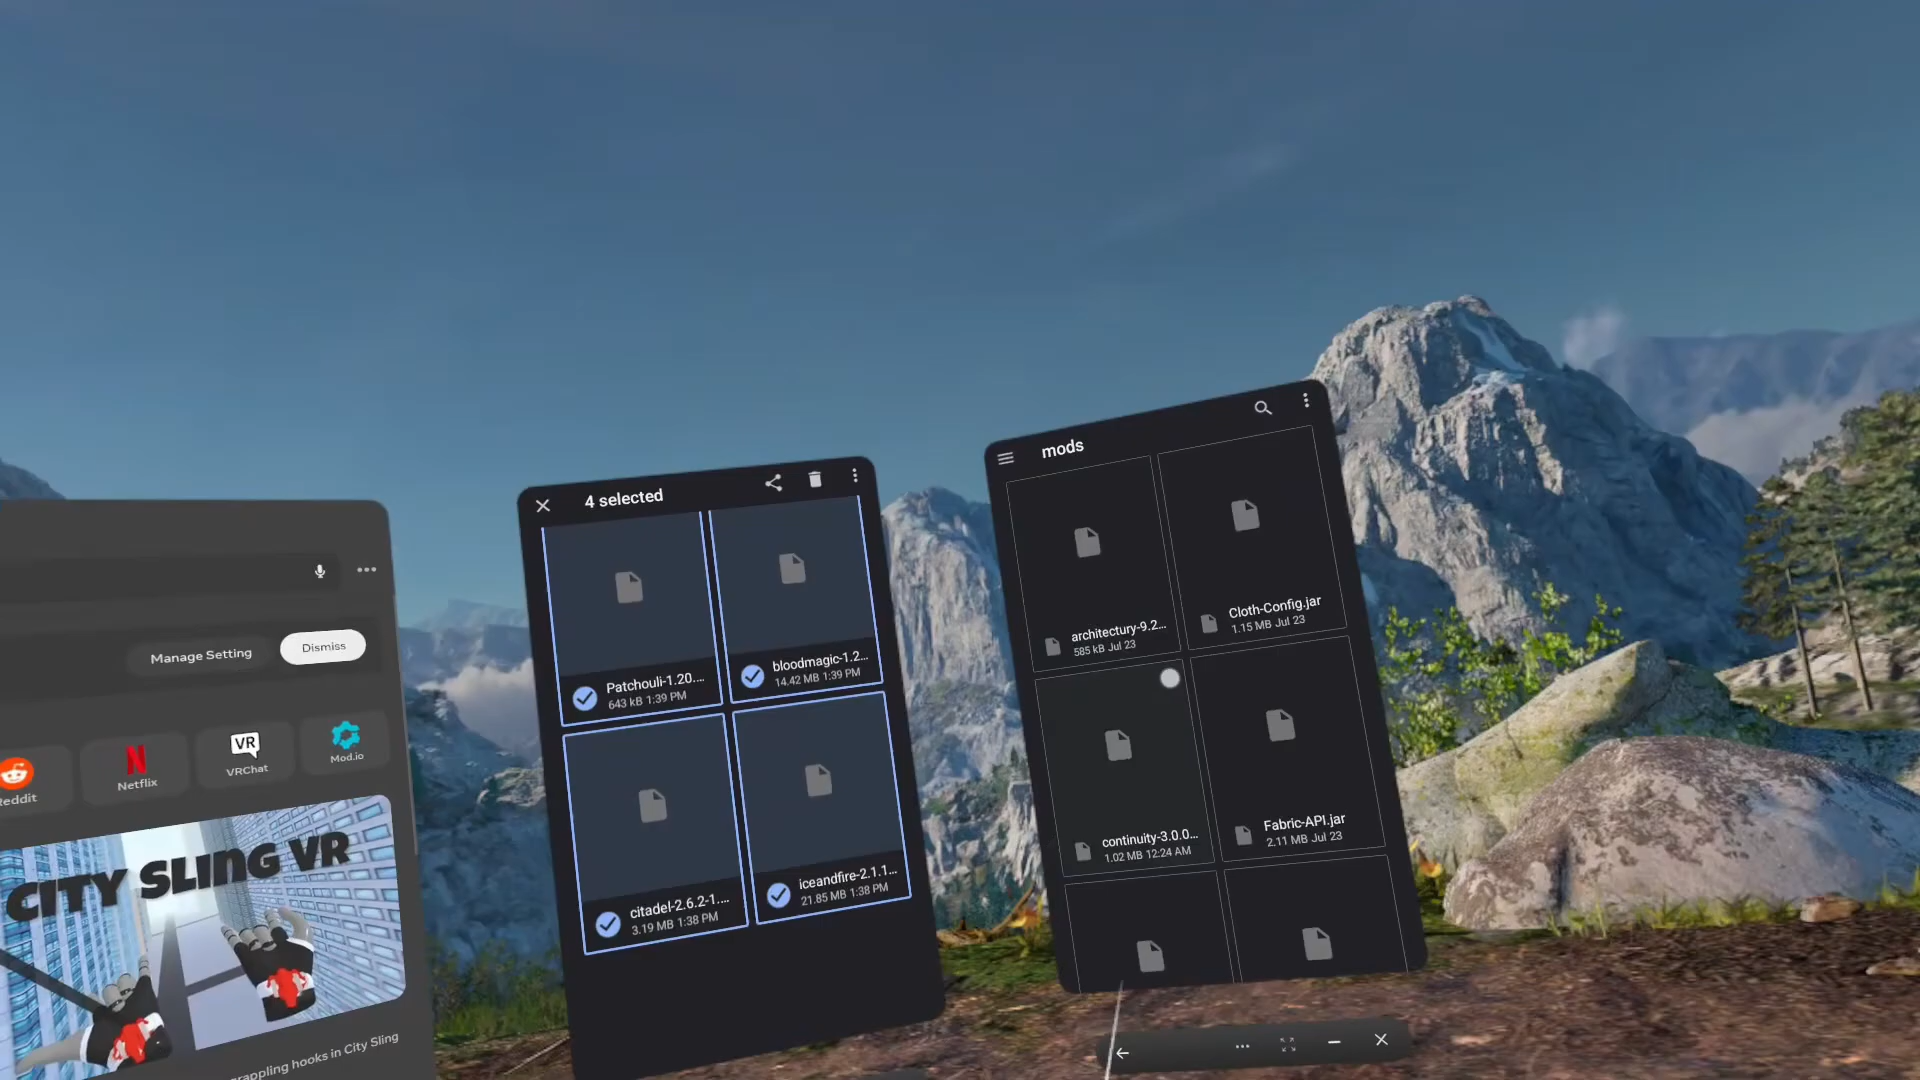 Manage Setting
Dismiss
Reddit
Netflix
VR
VRChat
Mod.io
CITY SLING VR
grappling hooks in City Sling
4 selected
Patchouli-1.20....
643 kB 1:39 PM
bloodmagic-1.2...
14.42 MB 1:39 PM
citadel-2.6.2-1....
3.19 MB 1:38 PM
iceandfire-2.1.1...
21.85 MB 1:38 PM
mods
architectury-9.2...
585 kB Jul 23
Cloth-Config.jar
1.15 MB Jul 23
continuity-3.0.0...
1.02 MB 12:24 AM
Fabric-API.jar
2.11 MB Jul 23